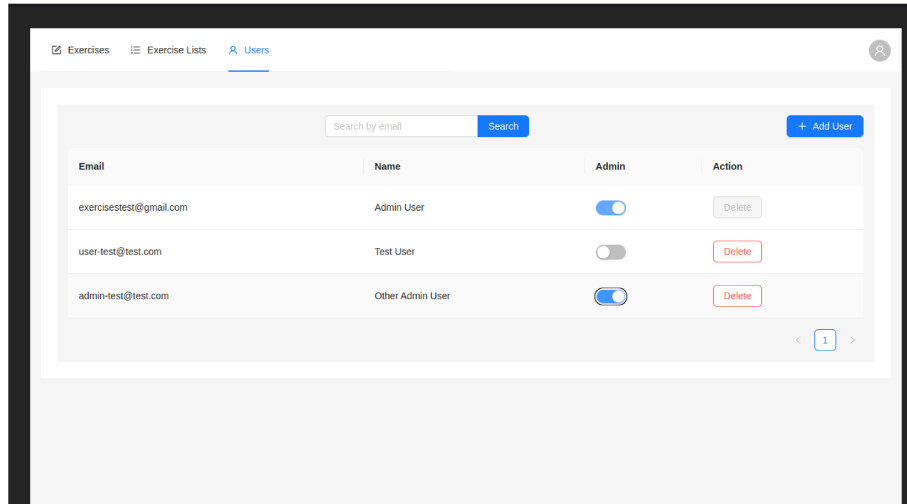 Exercises Exercise Lists Users
Search by email Search + Add User
Email Name Admin Action
exercisestest@gmail.com Admin User Delete
user-test@test.com Test User Delete
admin-test@test.com Other Admin User Delete
< 1 >